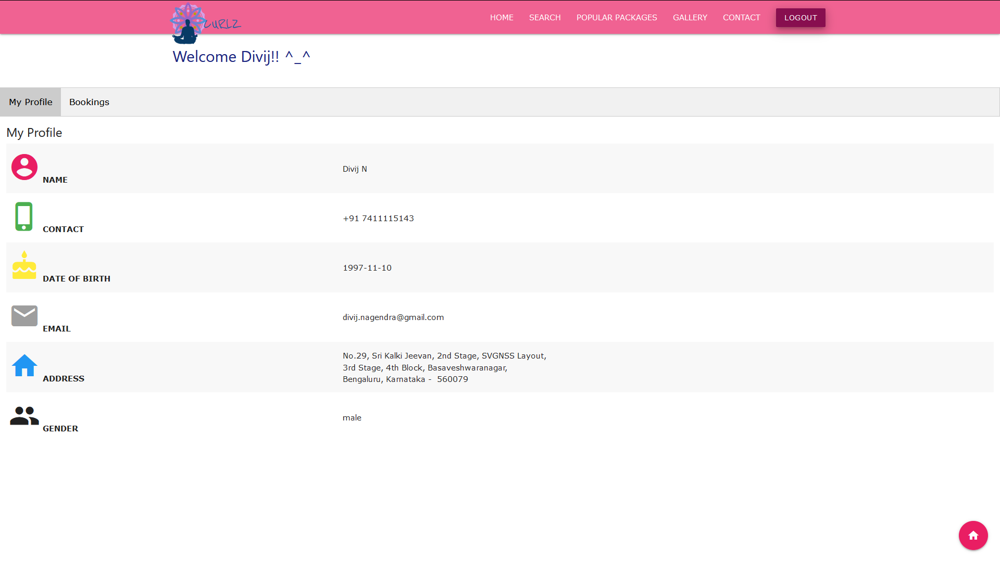 CURLZ
HOME SEARCH POPULAR PACKAGES GALLERY CONTACT LOGOUT
Welcome Divij!! ^_^
My Profile Bookings
My Profile
NAME Divij N
CONTACT +91 7411115143
DATE OF BIRTH 1997-11-10
EMAIL divij.nagendra@gmail.com
ADDRESS No.29, Sri Kalki Jeevan, 2nd Stage, SVGNSS Layout,
3rd Stage, 4th Block, Basaveshwaranagar,
Bengaluru, Karnataka - 560079
GENDER male